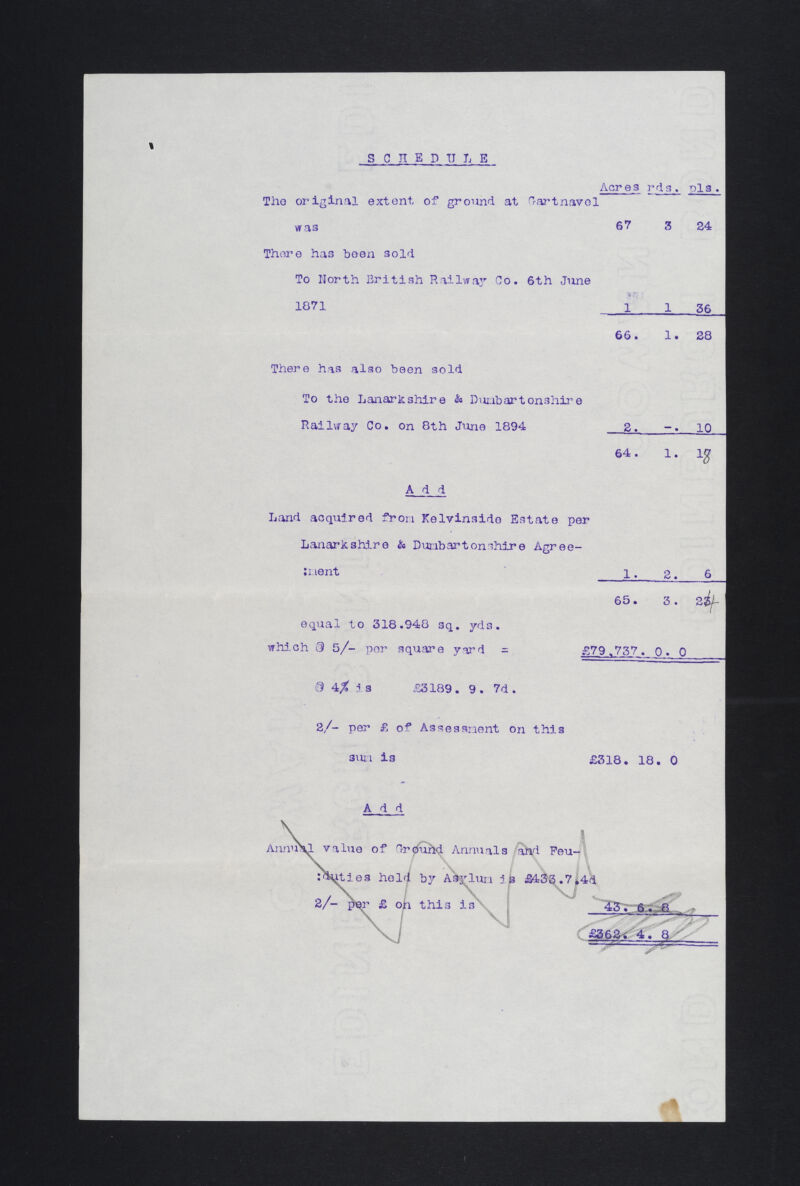 SCHEDULE
Acres rds. pls.
The original extent of ground at Gartnavel
was 67 3 24
There has been sold
To North British Railway Co. 6th June
1871 1 1 36
66. 1. 28
There has also been sold
To the Lanarkshire & Dumbartonshire
Railway Co. on 8th June 1894 2. -. 10
64. 1. 18
Add
Land acquired from Kelvinside Estate per
Lanarkshire & Dumbartonshire Agree-
:ment 1. 2. 6
65. 3. 24
equal to 318.948 sq. yds.
which @ 5/- per square yard = £79,737. 0. 0
@ 4% is £3189. 9. 7d.
2/- per £ of Assessment on this
sum is £318. 18. 0
Add
Annual value of Ground Annuals and Feu-
:duties held by Asylum is £433.7.4d
2/- per £ on this is 43. 6. 8
£362. 4. 8